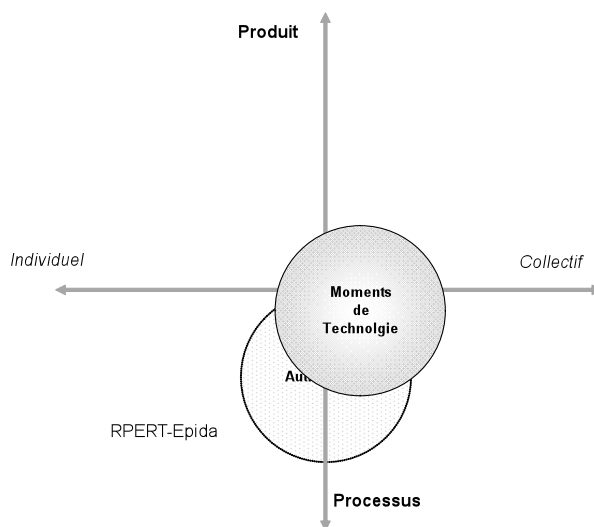 Produit
Individuel
Collectif
Moments
de
Technolgie
RPERT-Epida
Processus